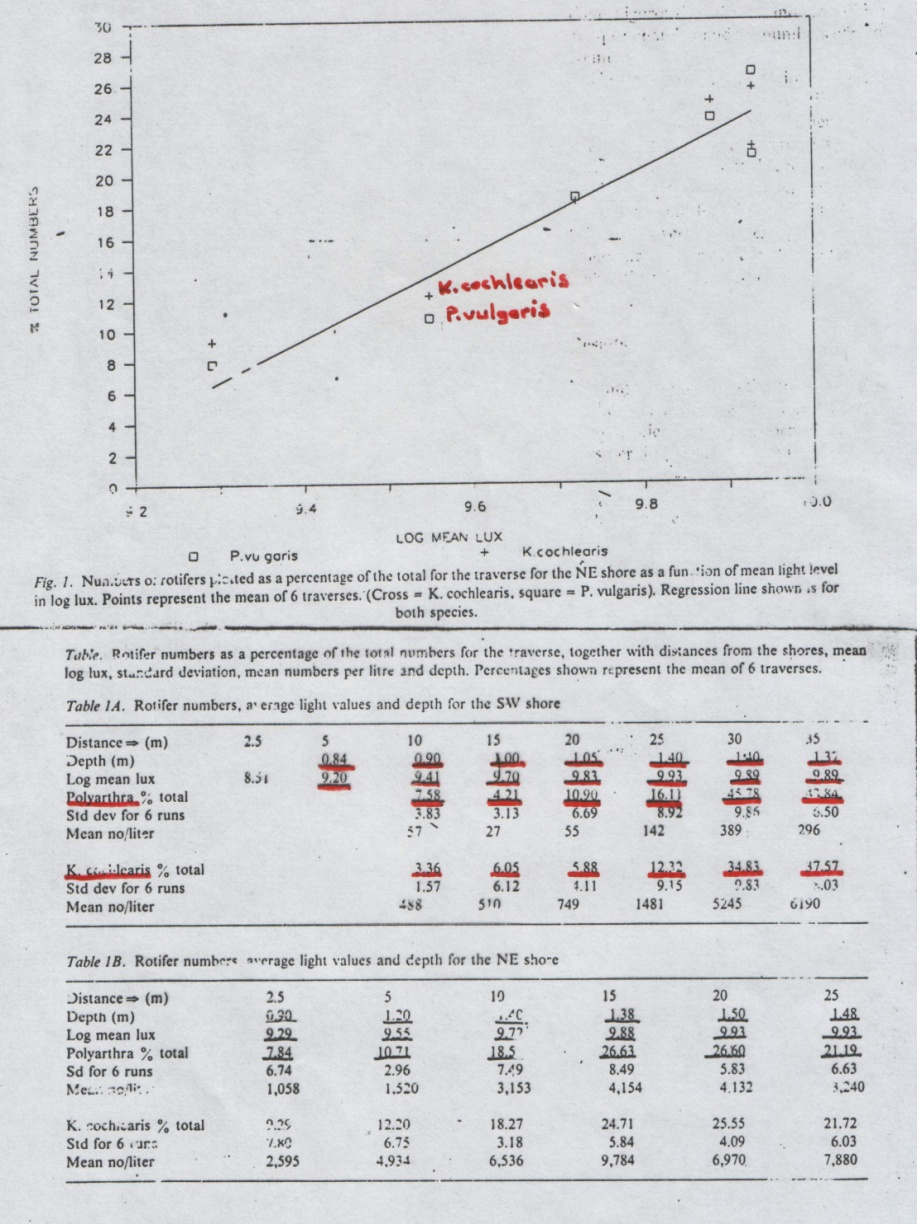 30
28
26
24
22
20
18
16
12
10
8
6
4
2
0
% TOTAL NUMBERS
K.cochlearis
P.vulgaris
9.4 9.6 9.8
LOG MEAN LUX
K.cochlearis
Fig. 1. of rotifers plotted as a percentage of the total for the traverse for the NE shore as a of mean light level
in log lux. Points represent the mean of 6 traverses. (Cross = K. cochlearis, square = P. vulgaris). Regression line shown is for
both species.
Table. Rotifer numbers as a percentage of the total numbers for the traverse, together with distances from the shores, mean
log lux, standard deviation, mean numbers per litre and depth. Percentages shown represent the mean of 6 traverses.
Table 1A. Rotifer numbers, average light values and depth for the SW shore
Distance ⇒ (m) 2.5 5 10 15 20 25 30 35
Depth (m) 0.84 0.90 1.00 1.05 1.40 1.40
Log mean lux 9.20 9.41 9.70 9.83 9.93 9.89 9.89
Polyarthra % total 7.58 4.21 10.90 16.11 45.78
Std dev for 6 runs 3.83 3.13 6.69 8.92
Mean no/liter 57 27 55 142 389 296
K. cochlearis % total 3.36 6.05 5.88 12.32 34.83 37.57
Std dev for 6 runs 1.57 6.12 9.15
Mean no/liter 488 510 749 1481 5245 6190
Table 1B. Rotifer numbers average light values and depth for the NE shore
Distance ⇒ (m) 2.5 5 10 15 20 25
Depth (m) 1.20 1.38 1.50 1.48
Log mean lux 9.29 9.55 9.88 9.93 9.93
Polyarthra % total 7.84 10.71 18.5 26.63 26.60 21.19
Sd for 6 runs 6.74 2.96 7.49 8.49 5.83 6.63
1,058 1,520 3,153 4,154 4.132 3,240
K. cochlearis % total 12.20 18.27 24.71 25.55 21.72
Std for 6 runs 6.75 3.18 5.84 4.09 6.03
Mean no/liter 2,595 4,934 6,536 9,784 6,970 7,880